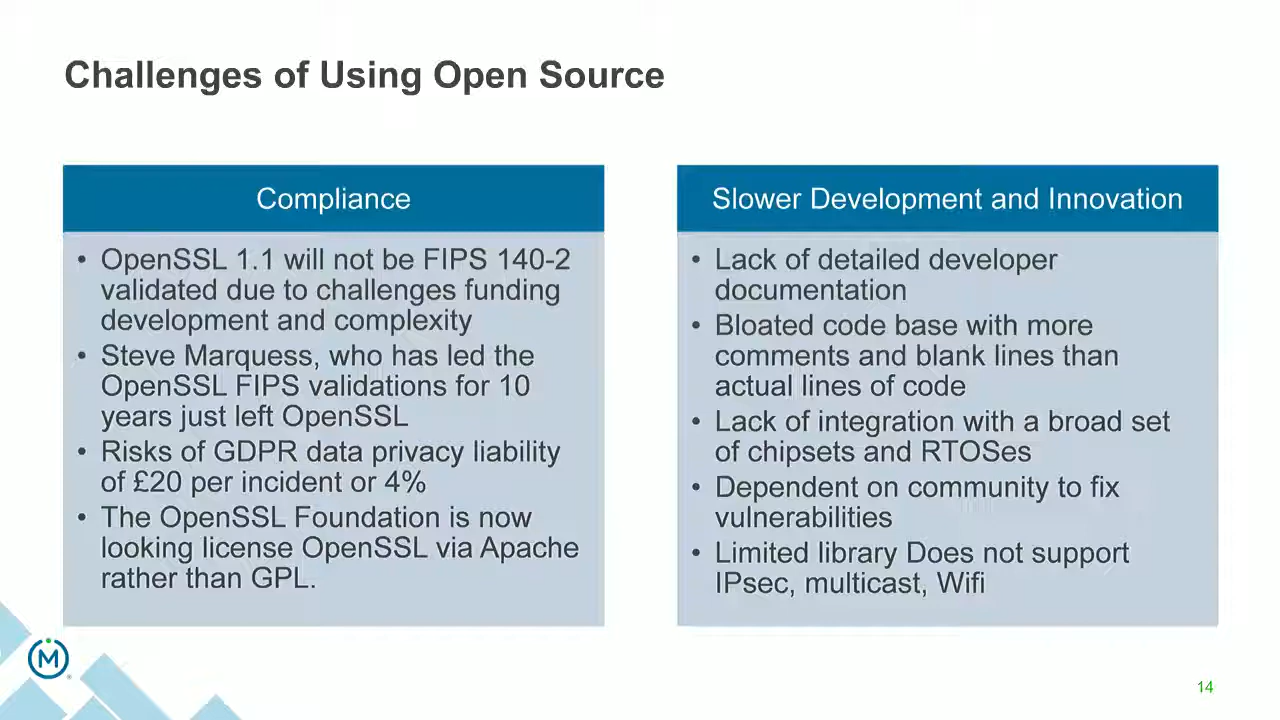 Challenges of Using Open Source
Compliance
• OpenSSL 1.1 will not be FIPS 140-2
validated due to challenges funding
development and complexity
• Steve Marquess, who has led the
OpenSSL FIPS validations for 10
years just left OpenSSL
• Risks of GDPR data privacy liability
of £20 per incident or 4%
• The OpenSSL Foundation is now
looking license OpenSSL via Apache
rather than GPL.
Slower Development and Innovation
• Lack of detailed developer
documentation
• Bloated code base with more
comments and blank lines than
actual lines of code
• Lack of integration with a broad set
of chipsets and RTOSes
• Dependent on community to fix
vulnerabilities
• Limited library Does not support
IPsec, multicast, Wifi
M
®
14